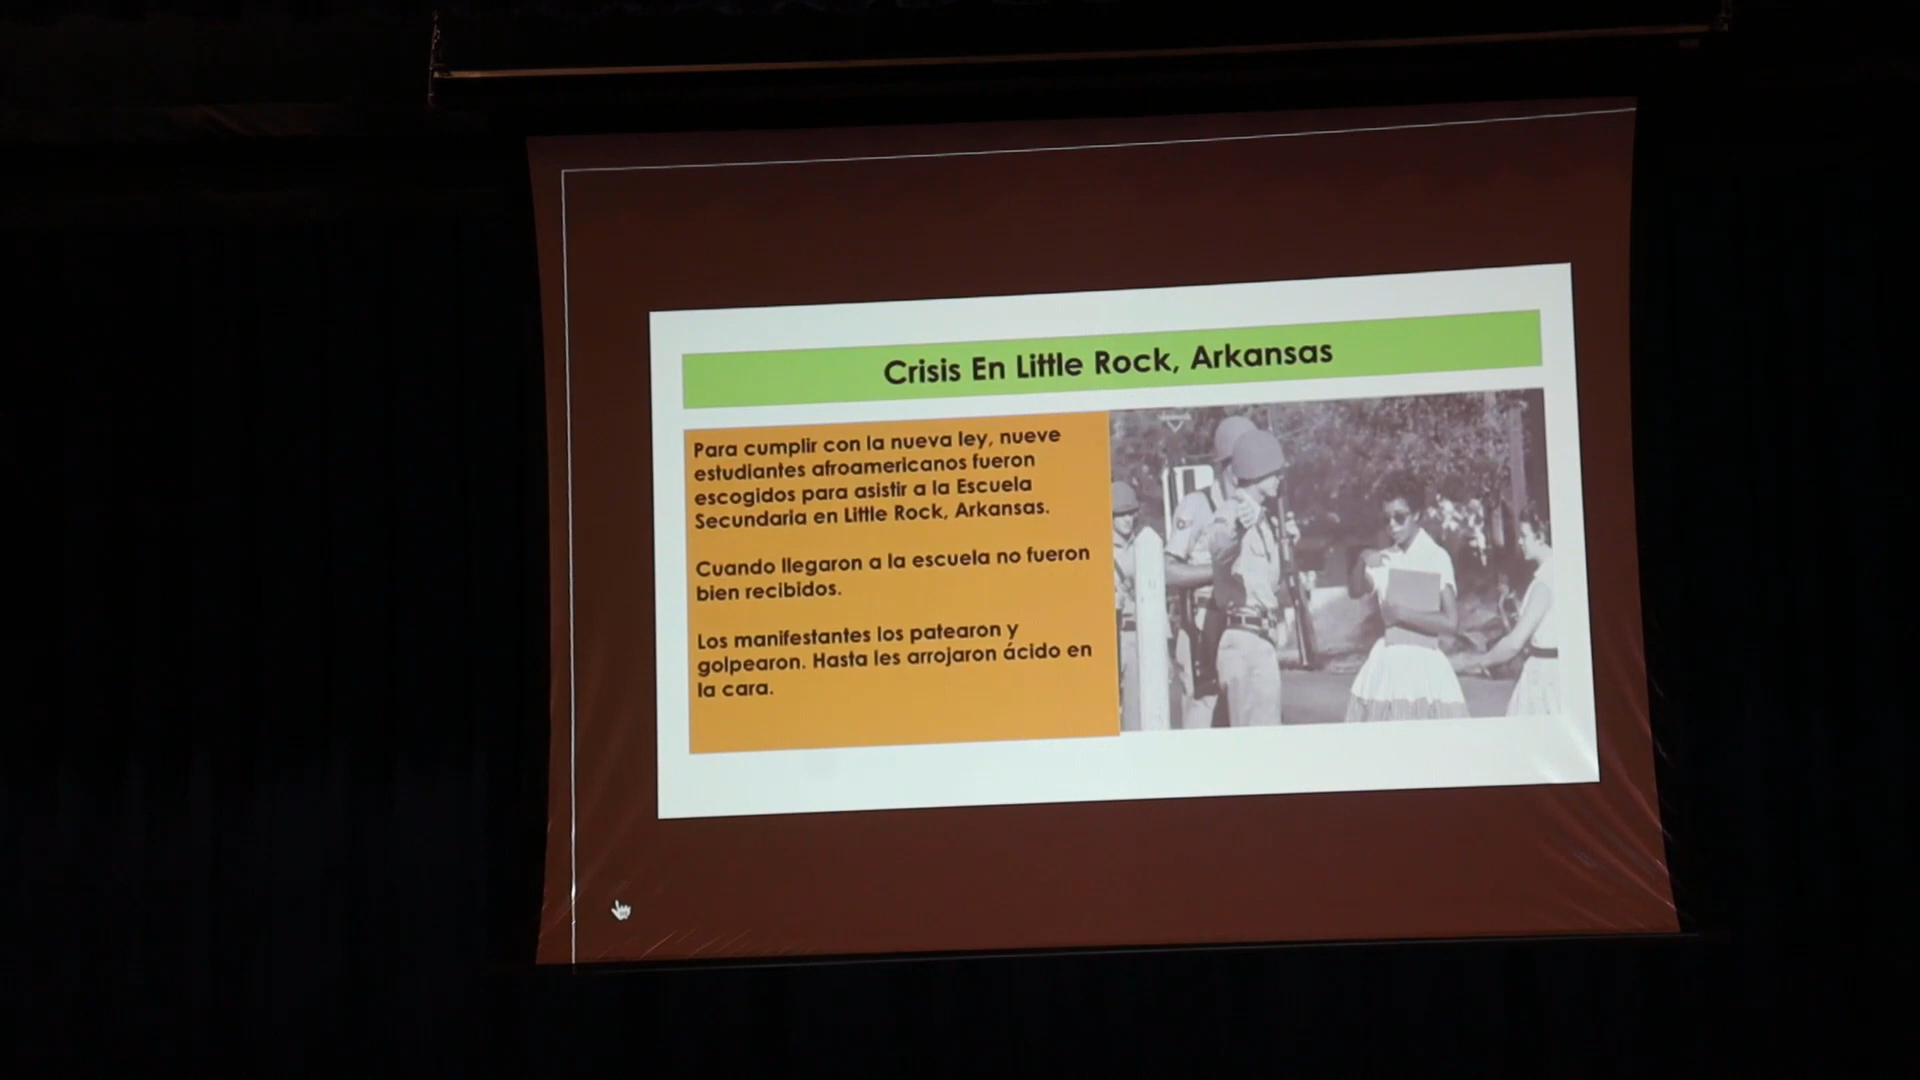 Crisis En Little Rock, Arkansas
Para cumplir con la nueva ley, nueve
estudiantes afroamericanos fueron
escogidos para asistir a la Escuela
Secundaria en Little Rock, Arkansas.
Cuando llegaron a la escuela no fueron
bien recibidos.
Los manifestantes los patearon y
golpearon. Hasta les arrojaron ácido en
la cara.